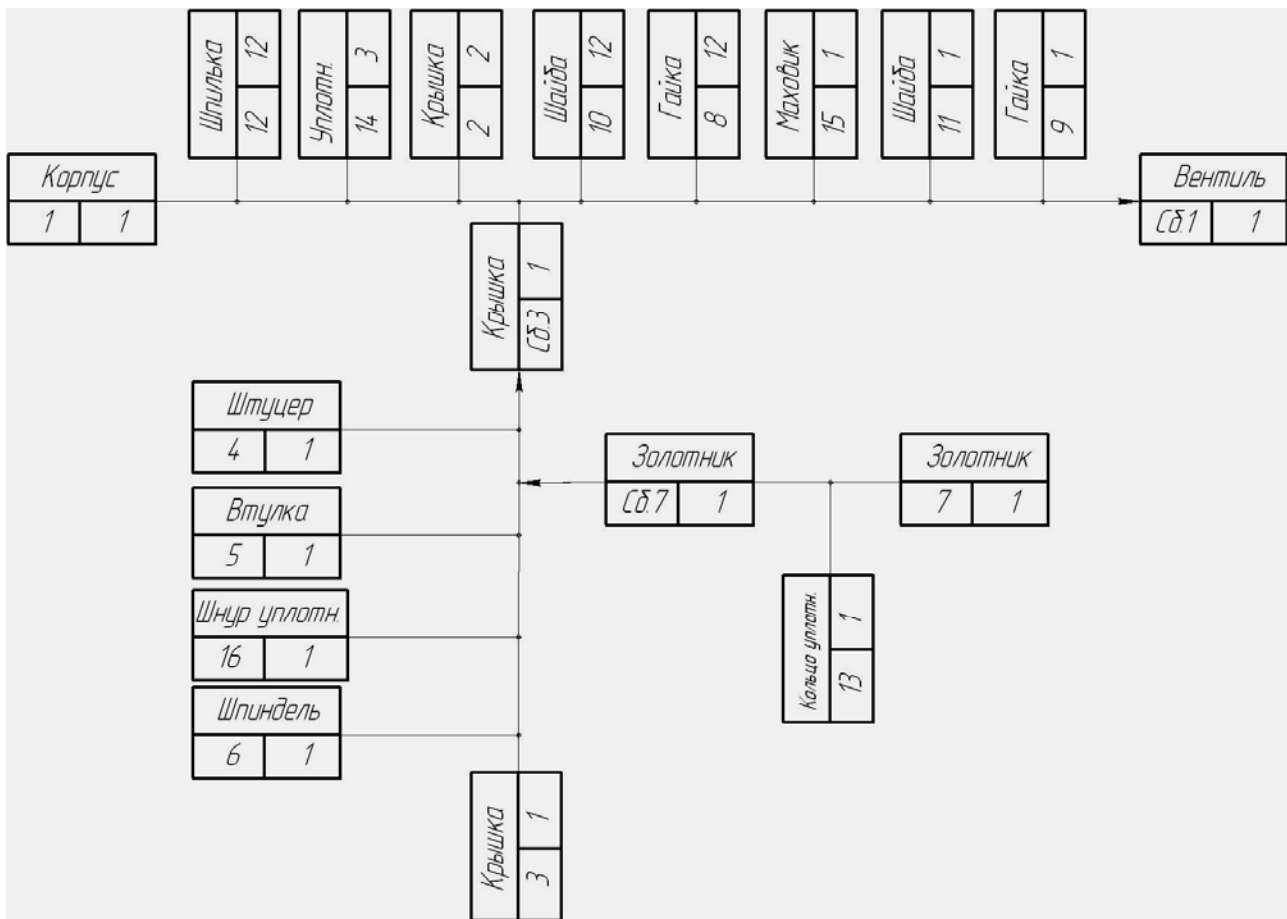 Шпилька
12 12
Уплотн.
14 3
Крышка
2 2
Шайба
10 12
Гайка
8 12
Маховик
15 1
Шайба
11 1
Гайка
9 1
Корпус
1 1
Вентиль
Сб.1 1
Крышка
Сб.3 1
Штуцер
4 1
Золотник
Сб.7 1
Золотник
7 1
Втулка
5 1
Шнур уплотн.
16 1
Кольцо уплотн.
13 1
Шпиндель
6 1
Крышка
3 1